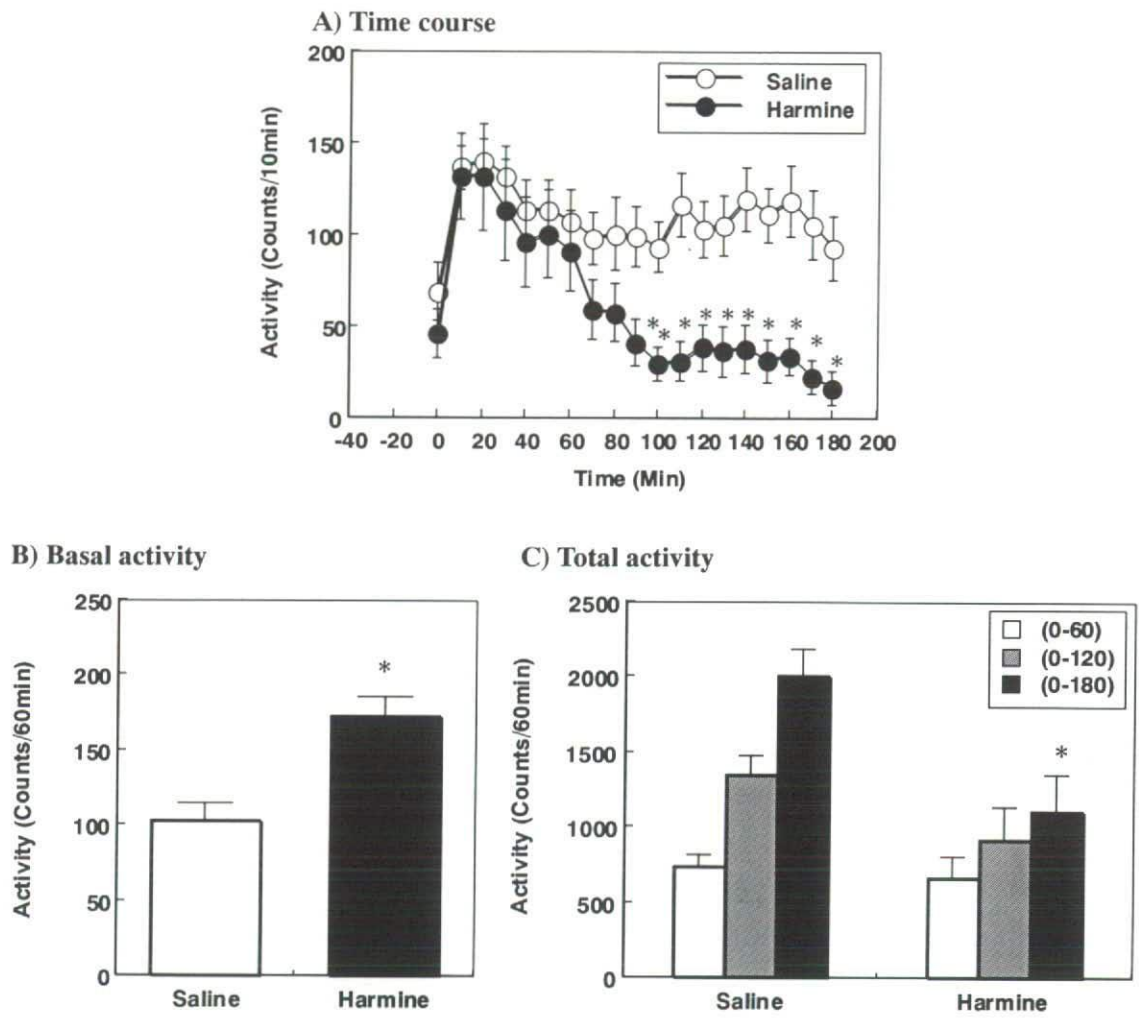 A) Time course
200
150
100
50
0
Activity (Counts/10min)
Saline
Harmine
* * * * * * * * * *
-40 -20 0 20 40 60 80 100 120 140 160 180 200
Time (Min)
B) Basal activity
250
200
150
100
50
0
Activity (Counts/60min)
*
Saline Harmine
C) Total activity
2500
2000
1500
1000
500
0
Activity (Counts/60min)
(0-60)
(0-120)
(0-180)
*
Saline Harmine